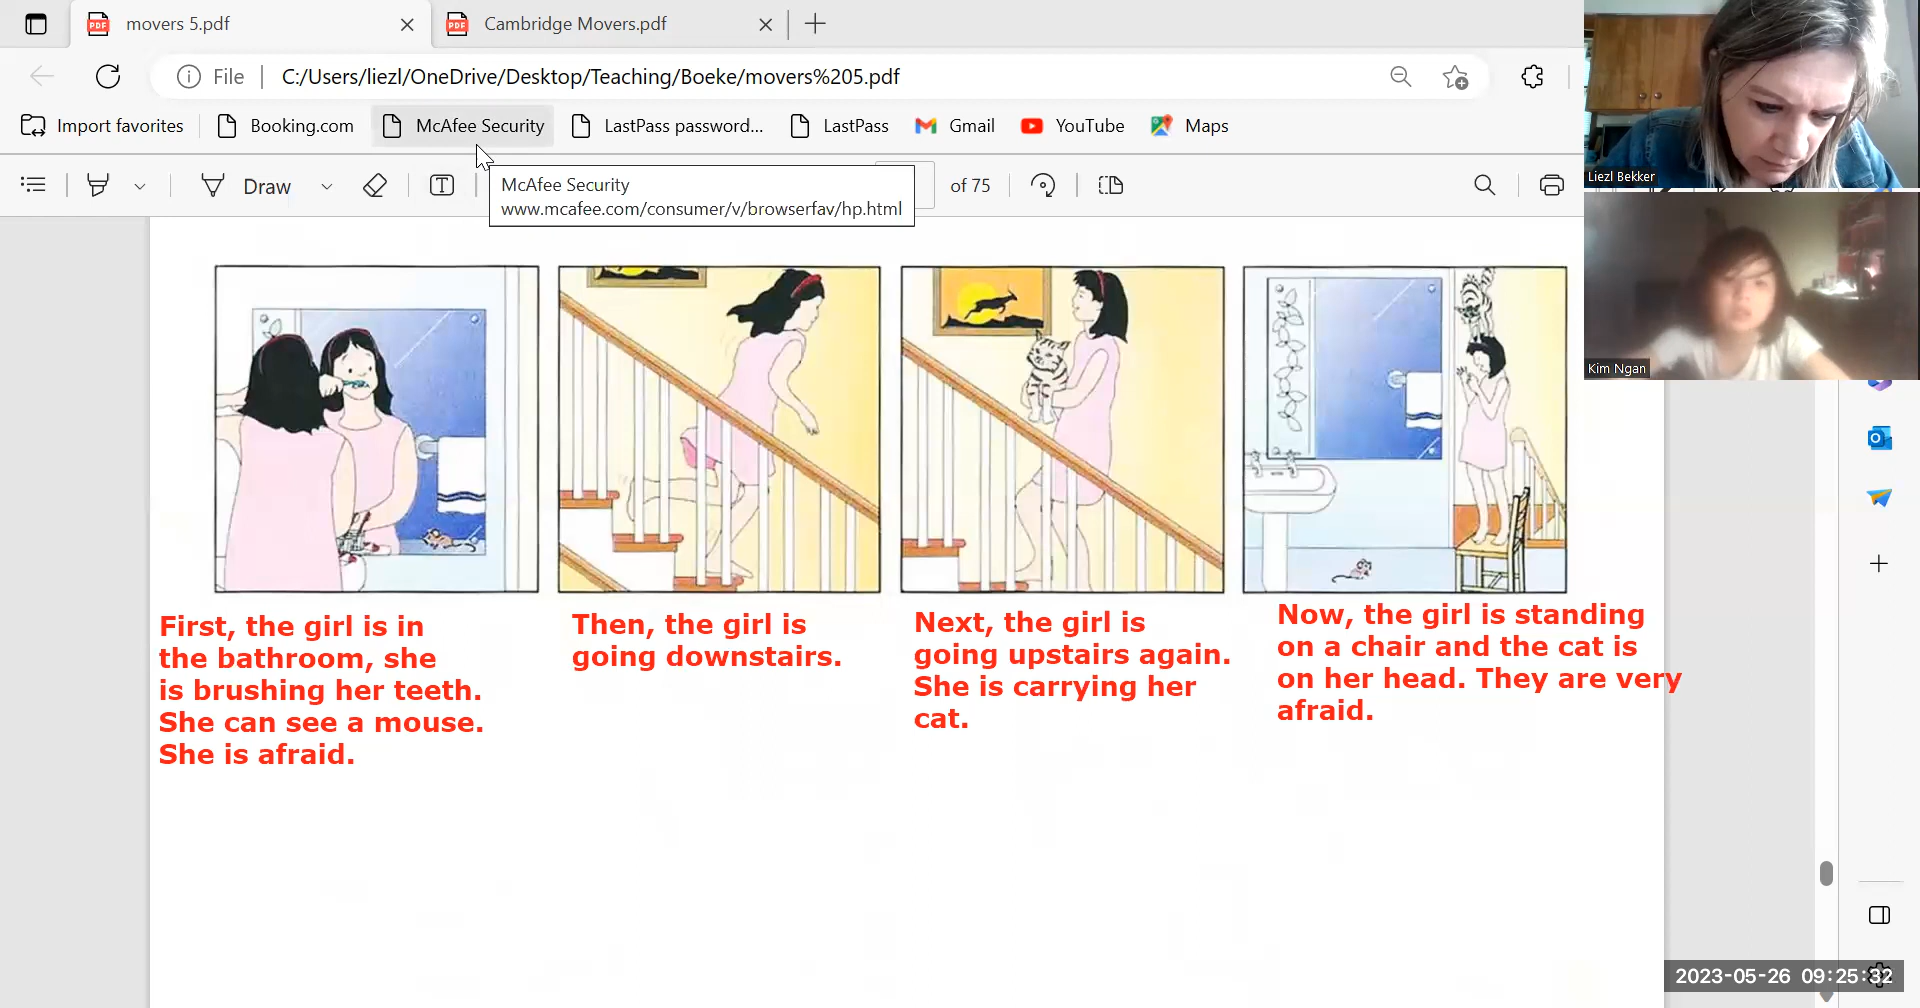 movers 5.pdf
Cambridge Movers.pdf
File
C:/Users/liezl/OneDrive/Desktop/Teaching/Boeke/movers%205.pdf
Import favorites
Booking.com
McAfee Security
LastPass password...
LastPass
Gmail
YouTube
Maps
Draw
McAfee Security
www.mcafee.com/consumer/v/browserfav/hp.html
of 75
Liezl Bekker
Kim Ngan
First, the girl is in
the bathroom, she
is brushing her teeth.
She can see a mouse.
She is afraid.
Then, the girl is
going downstairs.
Next, the girl is
going upstairs again.
She is carrying her
cat.
Now, the girl is standing
on a chair and the cat is
on her head. They are very
afraid.
2023-05-26 09:25:32